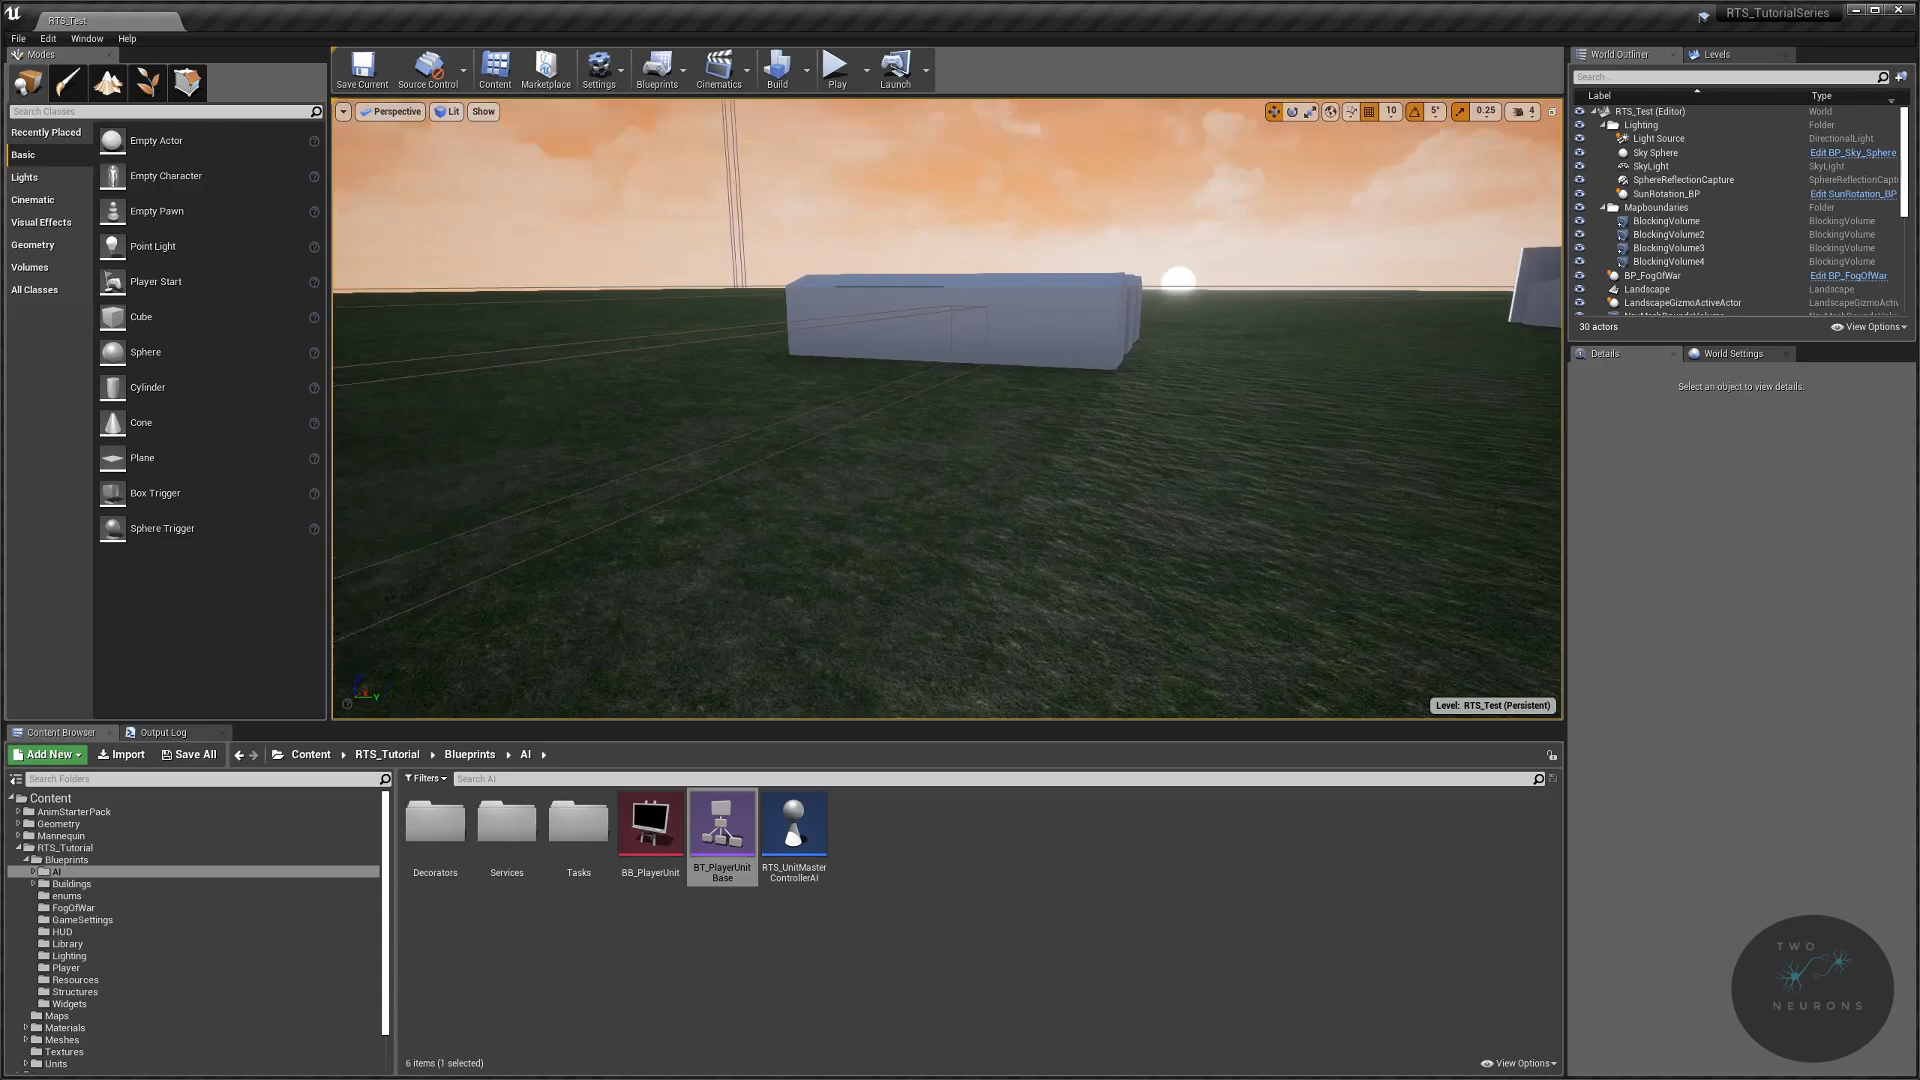 RTS_Test
RTS_TutorialSeries
File Edit Window Help
Modes
Search Classes
Recently Placed
Basic
Lights
Cinematic
Visual Effects
Geometry
Volumes
All Classes
Empty Actor
Empty Character
Empty Pawn
Point Light
Player Start
Cube
Sphere
Cylinder
Cone
Plane
Box Trigger
Sphere Trigger
Save Current Source Control Content Marketplace Settings Blueprints Cinematics Build Play Launch
Perspective Lit Show
10 5° 0.25 4
Level: RTS_Test (Persistent)
World Outliner Levels
Search...
Label Type
RTS_Test (Editor) World
Lighting Folder
Light Source DirectionalLight
Sky Sphere Edit BP_Sky_Sphere
SkyLight SkyLight
SphereReflectionCapture SphereReflectionCapt
SunRotation_BP Edit SunRotation_BP
Mapboundaries Folder
BlockingVolume BlockingVolume
BlockingVolume2 BlockingVolume
BlockingVolume3 BlockingVolume
BlockingVolume4 BlockingVolume
BP_FogOfWar Edit BP_FogOfWar
Landscape Landscape
LandscapeGizmoActiveActor LandscapeGizmoActiv
30 actors View Options
Details World Settings
Select an object to view details.
Content Browser Output Log
Add New Import Save All Content RTS_Tutorial Blueprints AI
Search Folders
Filters Search AI
Content
AnimStarterPack
Geometry
Mannequin
RTS_Tutorial
Blueprints
AI
Buildings
enums
FogOfWar
GameSettings
HUD
Library
Lighting
Player
Resources
Structures
Widgets
Maps
Materials
Meshes
Textures
Units
Decorators
Services
Tasks
BB_PlayerUnit
BT_PlayerUnit
Base
RTS_UnitMaster
ControllerAI
6 items (1 selected) View Options
TWO
NEURONS